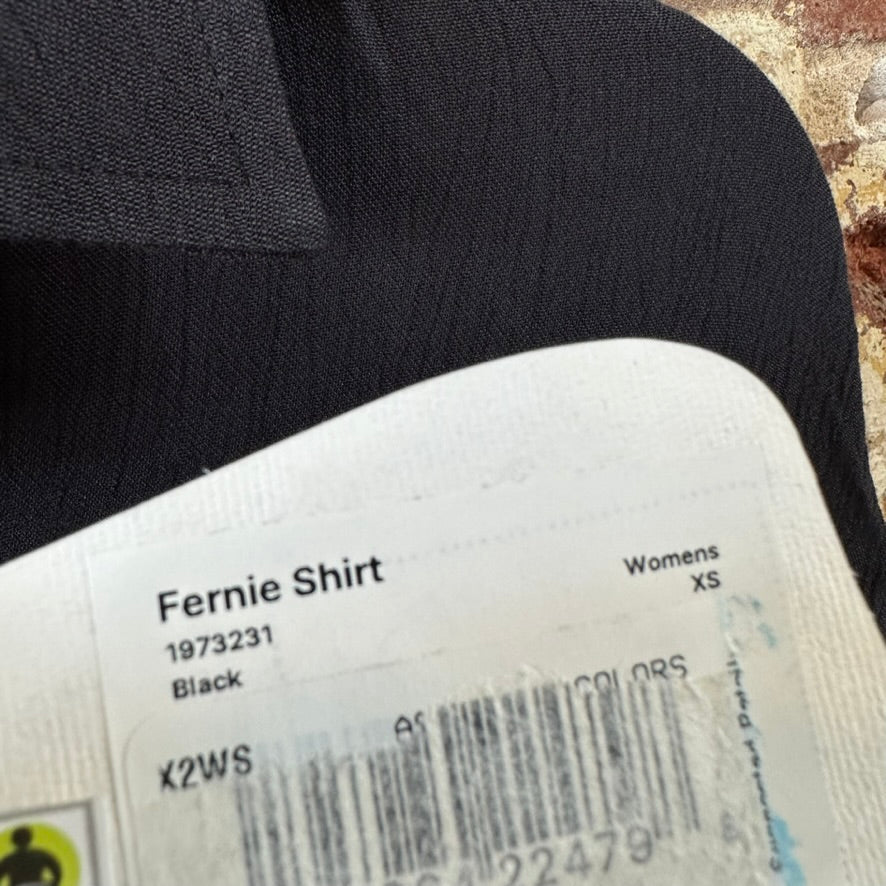 Fernie Shirt
Womens
XS
1973231
Black
COLORS
X2WS
22479